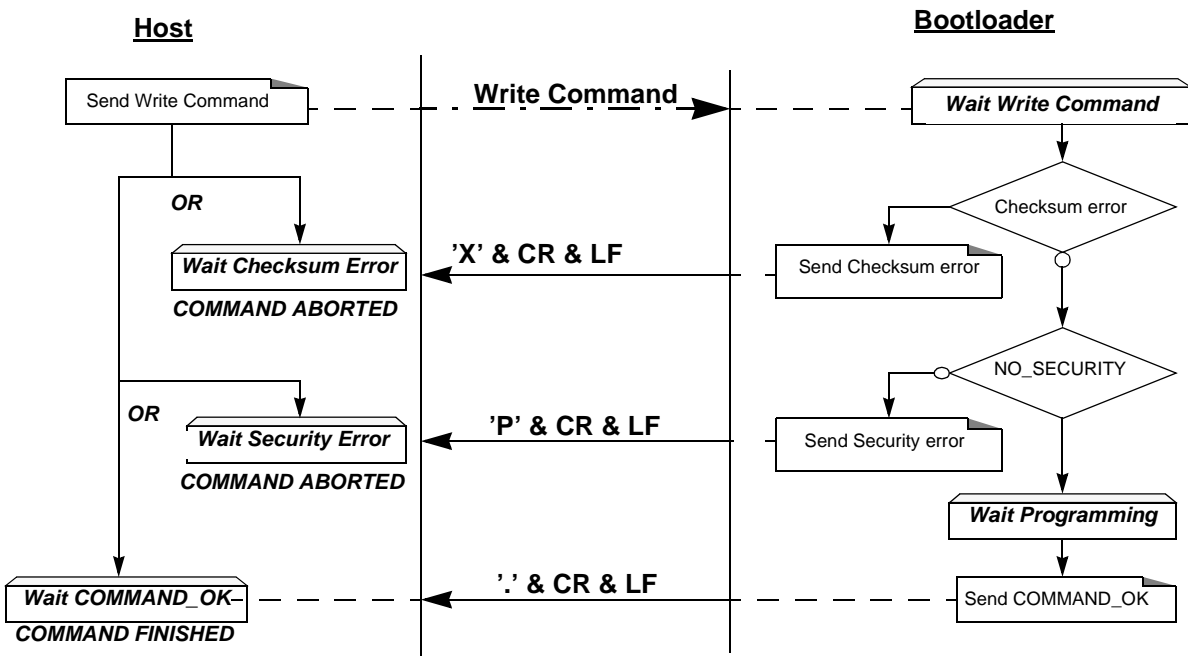 Host
Bootloader
Send Write Command
Write Command
Wait Write Command
OR
Checksum error
Wait Checksum Error
’X’ & CR & LF
Send Checksum error
COMMAND ABORTED
NO_SECURITY
OR
Wait Security Error
’P’ & CR & LF
Send Security error
COMMAND ABORTED
Wait Programming
Wait COMMAND_OK
’.’ & CR & LF
Send COMMAND_OK
COMMAND FINISHED